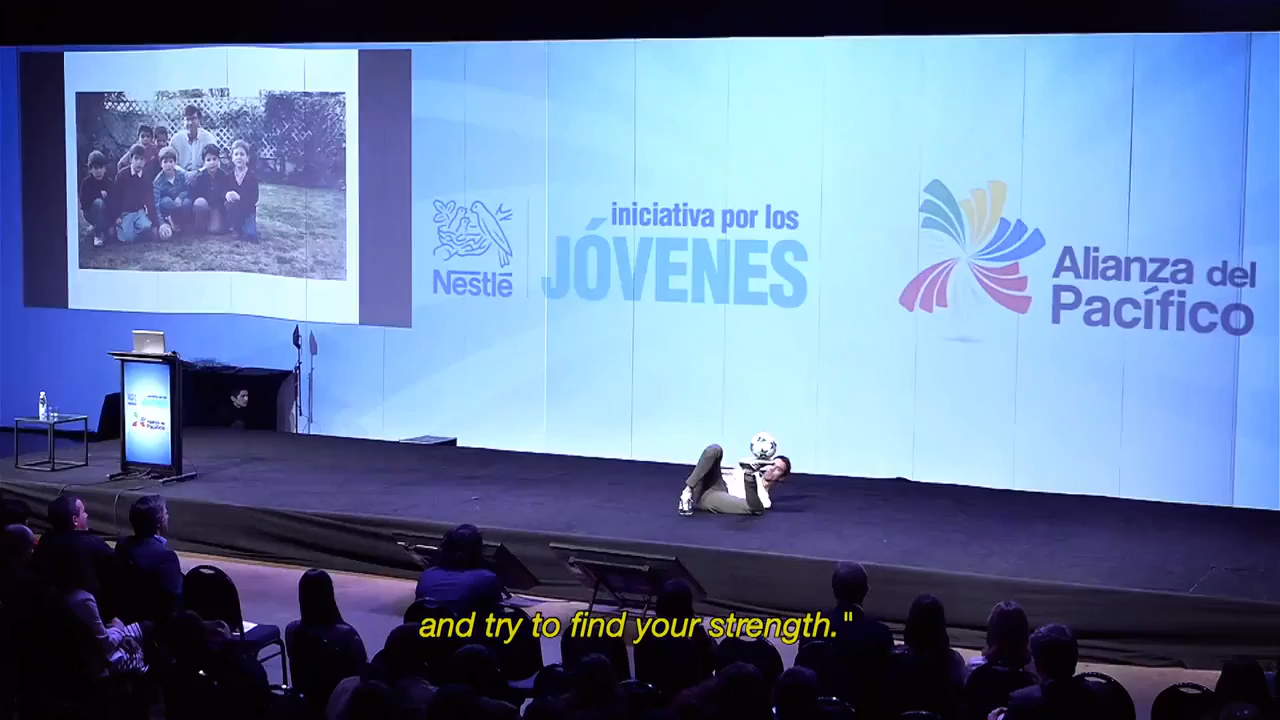 iniciativa por los
JÓVENES
Nestlé
Alianza del
Pacífico
and try to find your strength."